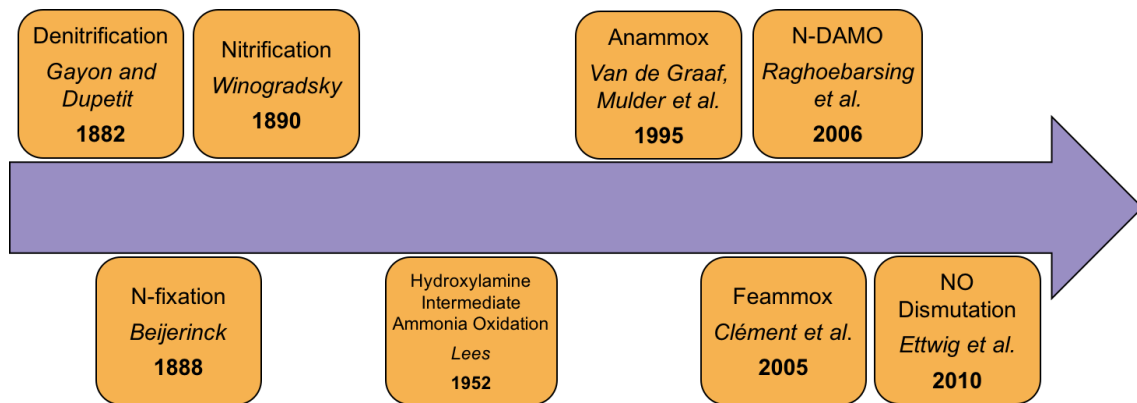 Denitrification
Gayon and
Dupetit
1882
Nitrification
Winogradsky
1890
Anammox
Van de Graaf,
Mulder et al.
1995
N-DAMO
Raghoebarsing
et al.
2006
N-fixation
Beijerinck
1888
Hydroxylamine
Intermediate
Ammonia Oxidation
Lees
1952
Feammox
Clément et al.
2005
NO
Dismutation
Ettwig et al.
2010